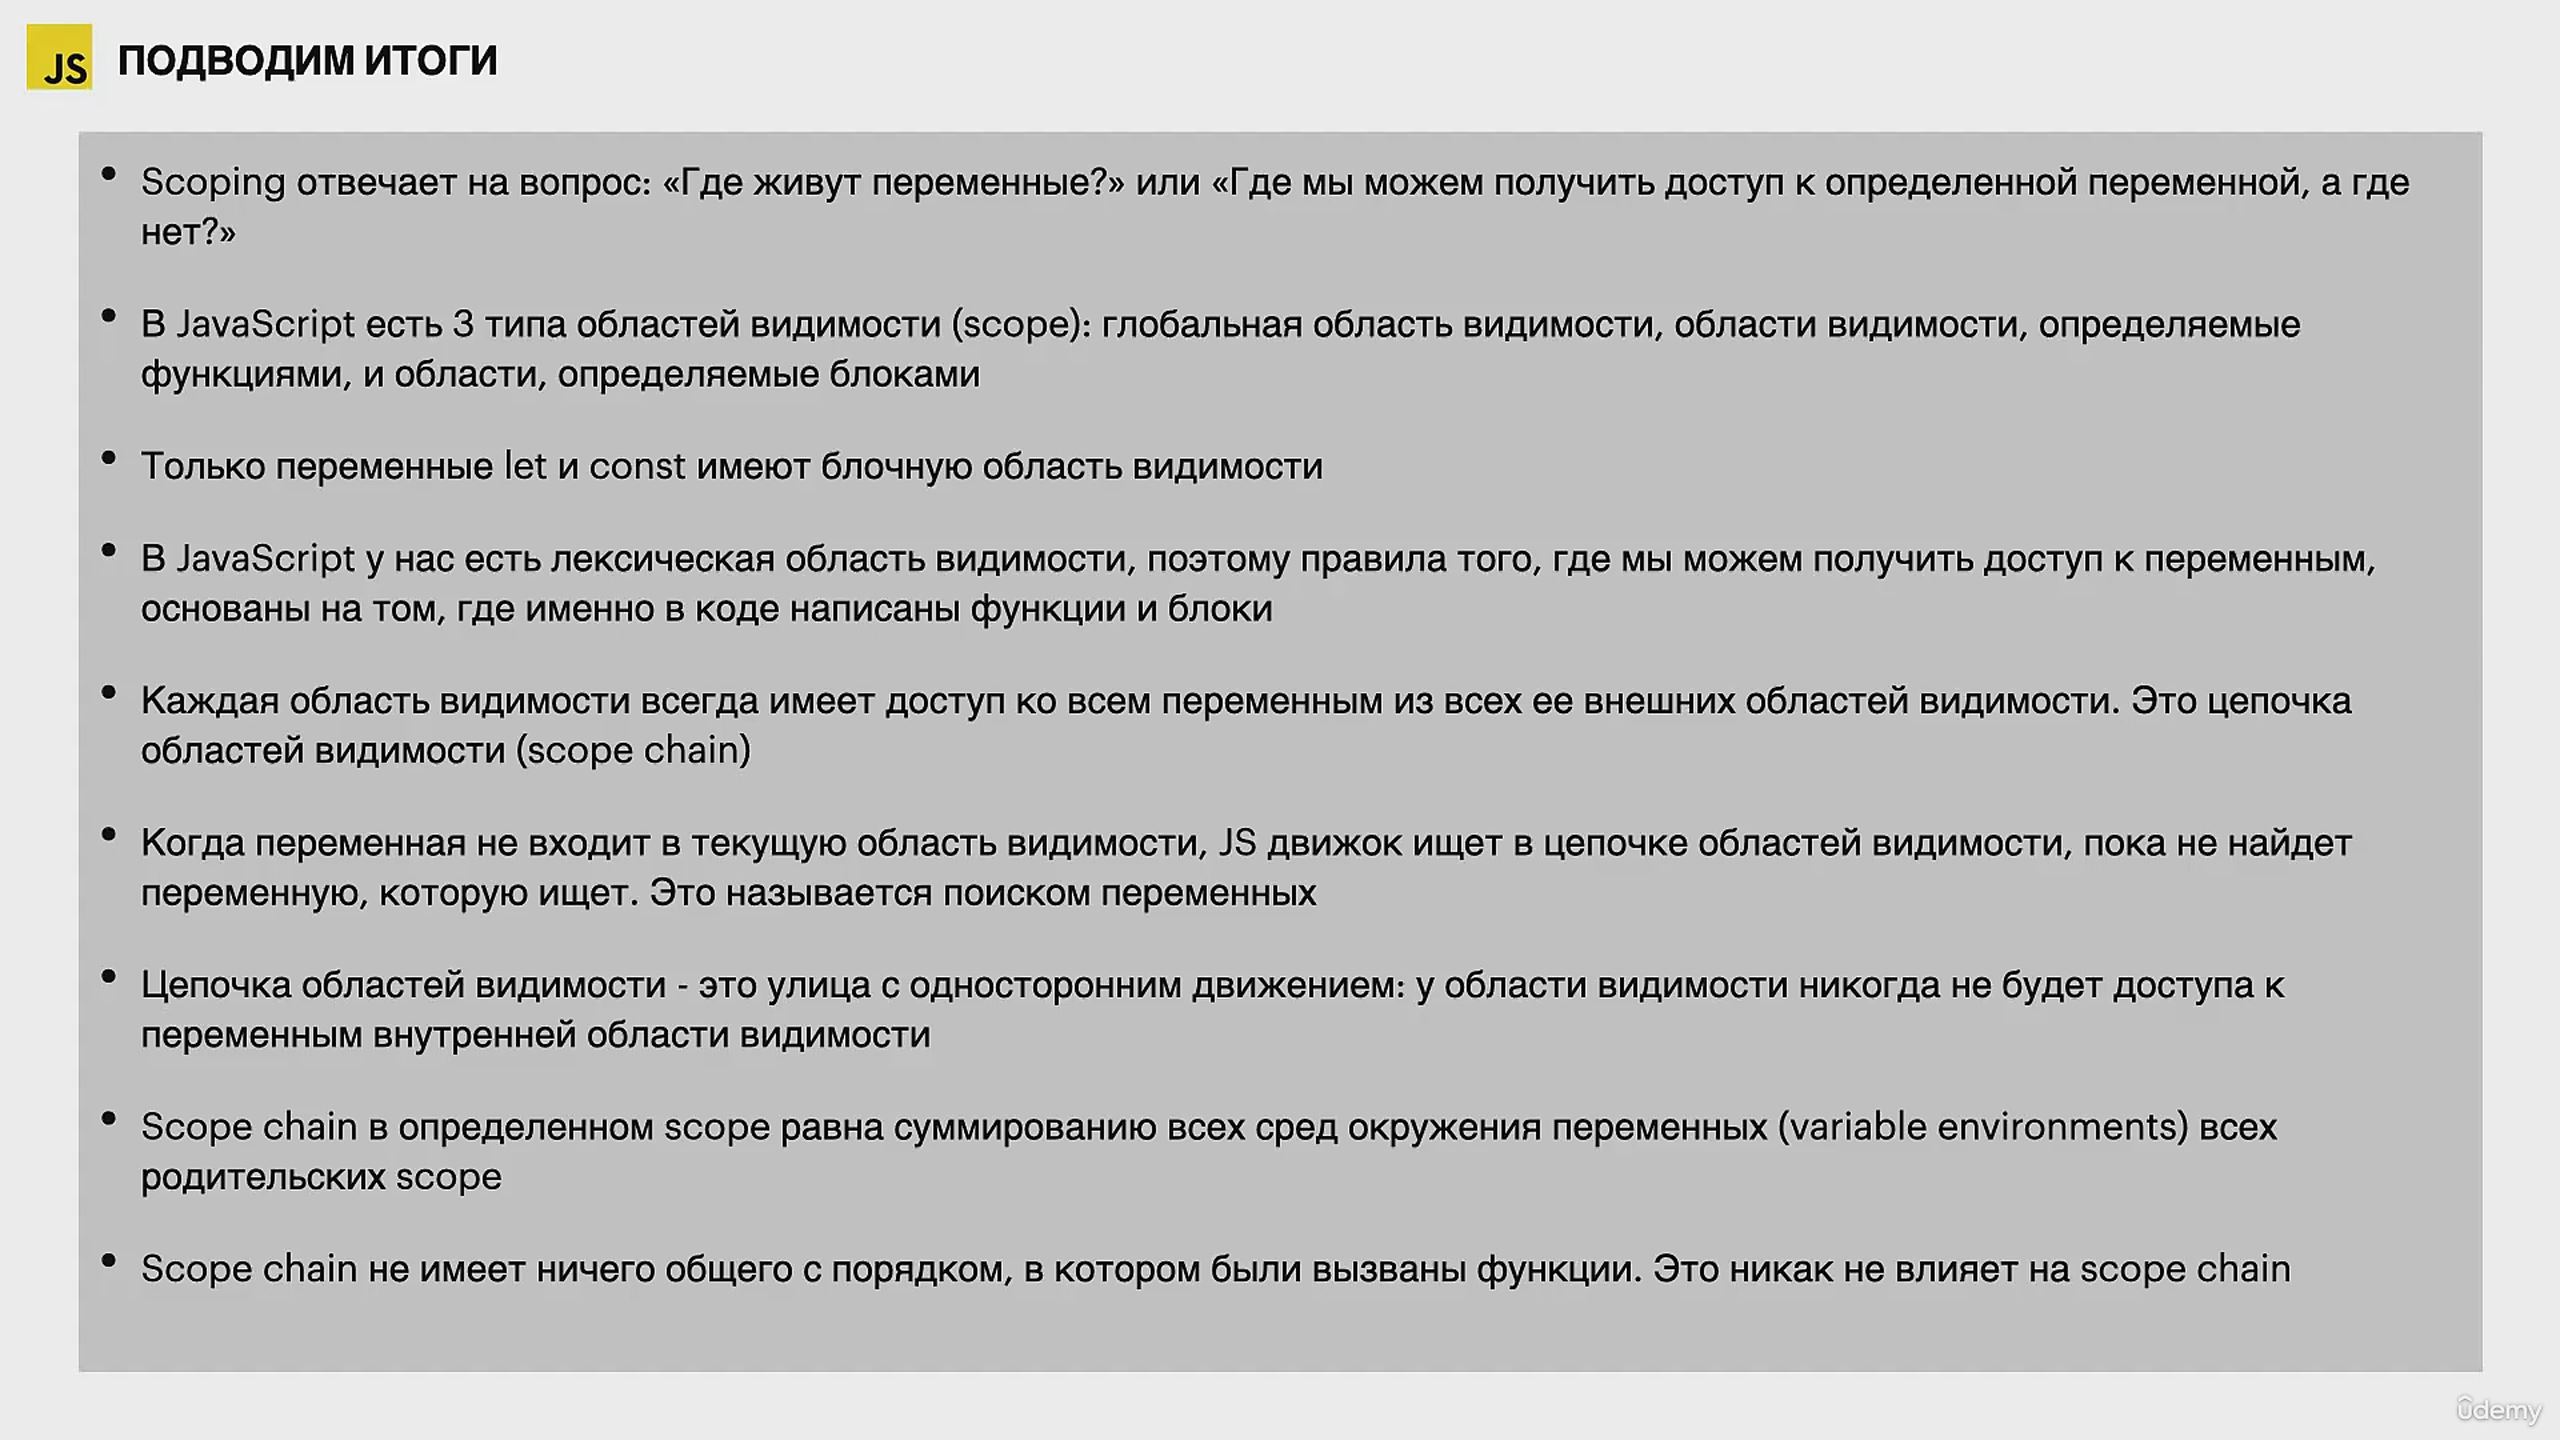 JS ПОДВОДИМ ИТОГИ
• Scoping отвечает на вопрос: «Где живут переменные?» или «Где мы можем получить доступ к определенной переменной, а где
нет?»
• В JavaScript есть 3 типа областей видимости (scope): глобальная область видимости, области видимости, определяемые
функциями, и области, определяемые блоками
• Только переменные let и const имеют блочную область видимости
• В JavaScript у нас есть лексическая область видимости, поэтому правила того, где мы можем получить доступ к переменным,
основаны на том, где именно в коде написаны функции и блоки
• Каждая область видимости всегда имеет доступ ко всем переменным из всех ее внешних областей видимости. Это цепочка
областей видимости (scope chain)
• Когда переменная не входит в текущую область видимости, JS движок ищет в цепочке областей видимости, пока не найдет
переменную, которую ищет. Это называется поиском переменных
• Цепочка областей видимости - это улица с односторонним движением: у области видимости никогда не будет доступа к
переменным внутренней области видимости
• Scope chain в определенном scope равна суммированию всех сред окружения переменных (variable environments) всех
родительских scope
• Scope chain не имеет ничего общего с порядком, в котором были вызваны функции. Это никак не влияет на scope chain
ûdemy